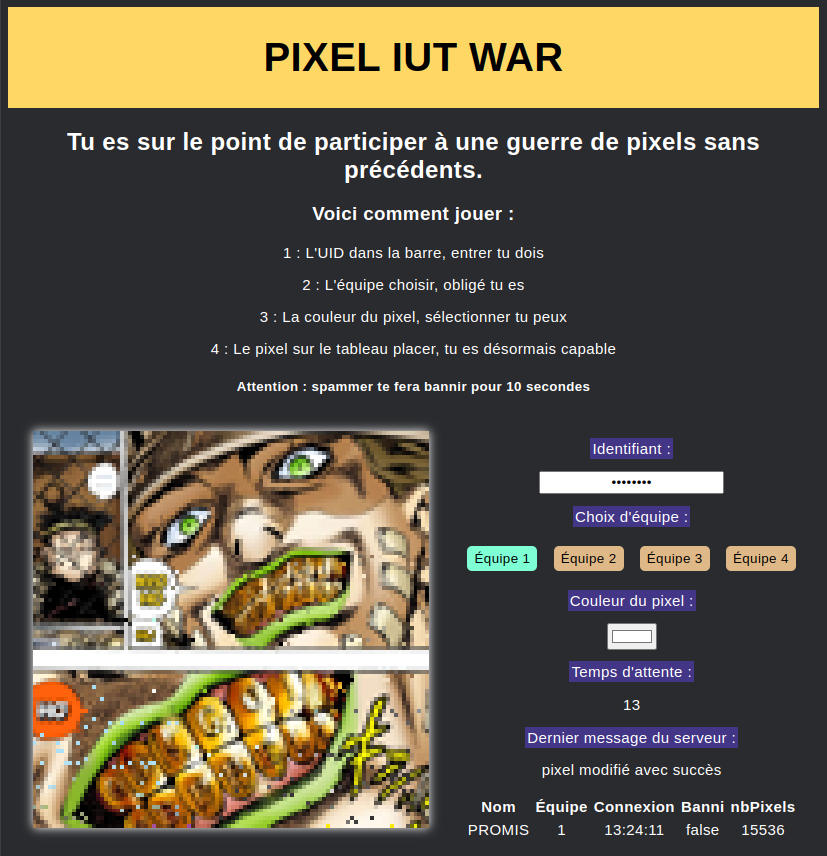 PIXEL IUT WAR
Tu es sur le point de participer à une guerre de pixels sans
précédents.
Voici comment jouer :
1 : L'UID dans la barre, entrer tu dois
2 : L'équipe choisir, obligé tu es
3 : La couleur du pixel, sélectionner tu peux
4 : Le pixel sur le tableau placer, tu es désormais capable
Attention : spammer te fera bannir pour 10 secondes
Identifiant :
••••••••
Choix d'équipe :
Équipe 1 Équipe 2 Équipe 3 Équipe 4
Couleur du pixel :
Temps d'attente :
13
Dernier message du serveur :
pixel modifié avec succès
Nom Équipe Connexion Banni nbPixels
PROMIS 1 13:24:11 false 15536